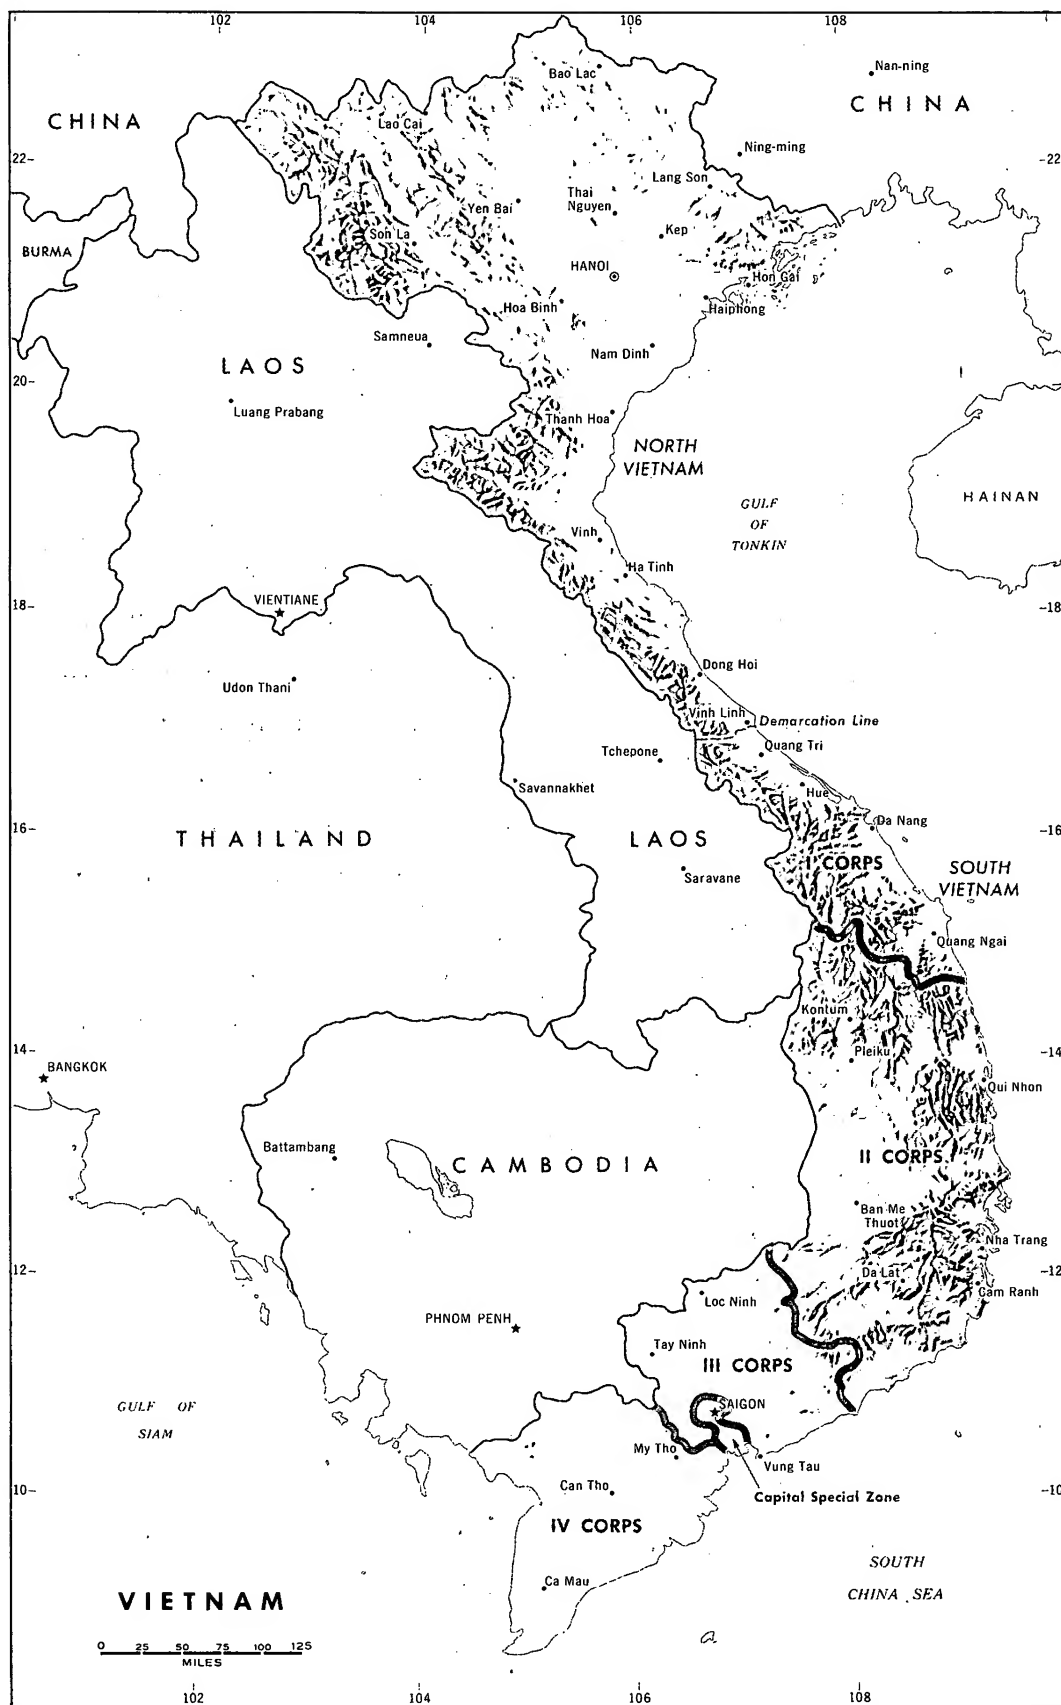 102 104 106 108
Nan-ning
Bao Lac
CHINA
CHINA
Lao Cai
Ning-ming
22- -22
Lang Son
Thai
Nguyen
Yen Bai
Kep
Son La
BURMA
HANOI
Hon Gai
Hoa Binh
Haiphong
Samneua
Nam Dinh
LAOS
20-
Luang Prabang
Thanh Hoa
NORTH
VIETNAM
HAINAN
GULF
OF
TONKIN
Vinh
Ha Tinh
VIENTIANE
18- -18
Dong Hoi
Udon Thani
Vinh Linh
Demarcation Line
Quang Tri
Tchepone
Savannakhet
Hue
Da Nang
16- -16
THAILAND
LAOS
I CORPS
SOUTH
VIETNAM
Saravane
Quang Ngai
Kontum
14- -14
Pleiku
BANGKOK
Qui Nhon
Battambang
CAMBODIA
II CORPS
Ban Me
Thuot
Nha Trang
12- -12
Da Lat
Cam Ranh
Loc Ninh
PHNOM PENH
Tay Ninh
III CORPS
SAIGON
GULF OF
SIAM
My Tho
Vung Tau
Can Tho
10- -10
Capital Special Zone
IV CORPS
SOUTH
CHINA SEA
Ca Mau
VIETNAM
0 25 50 75 100 125
MILES
102 104 106 108